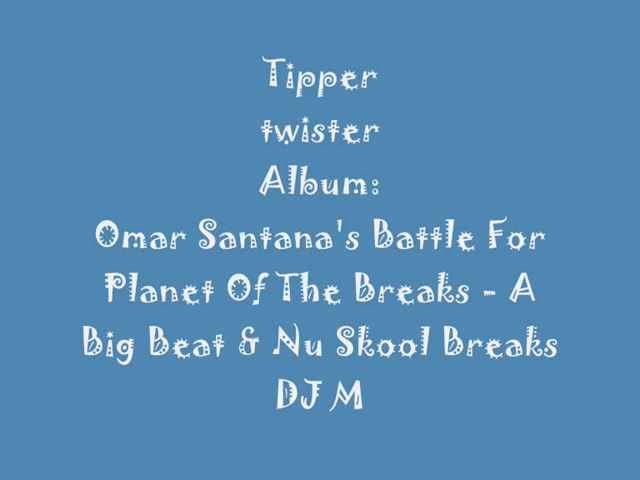 Tipper
twister
Album:
Omar Santana's Battle For
Planet Of The Breaks - A
Big Beat & Nu Skool Breaks
DJ M